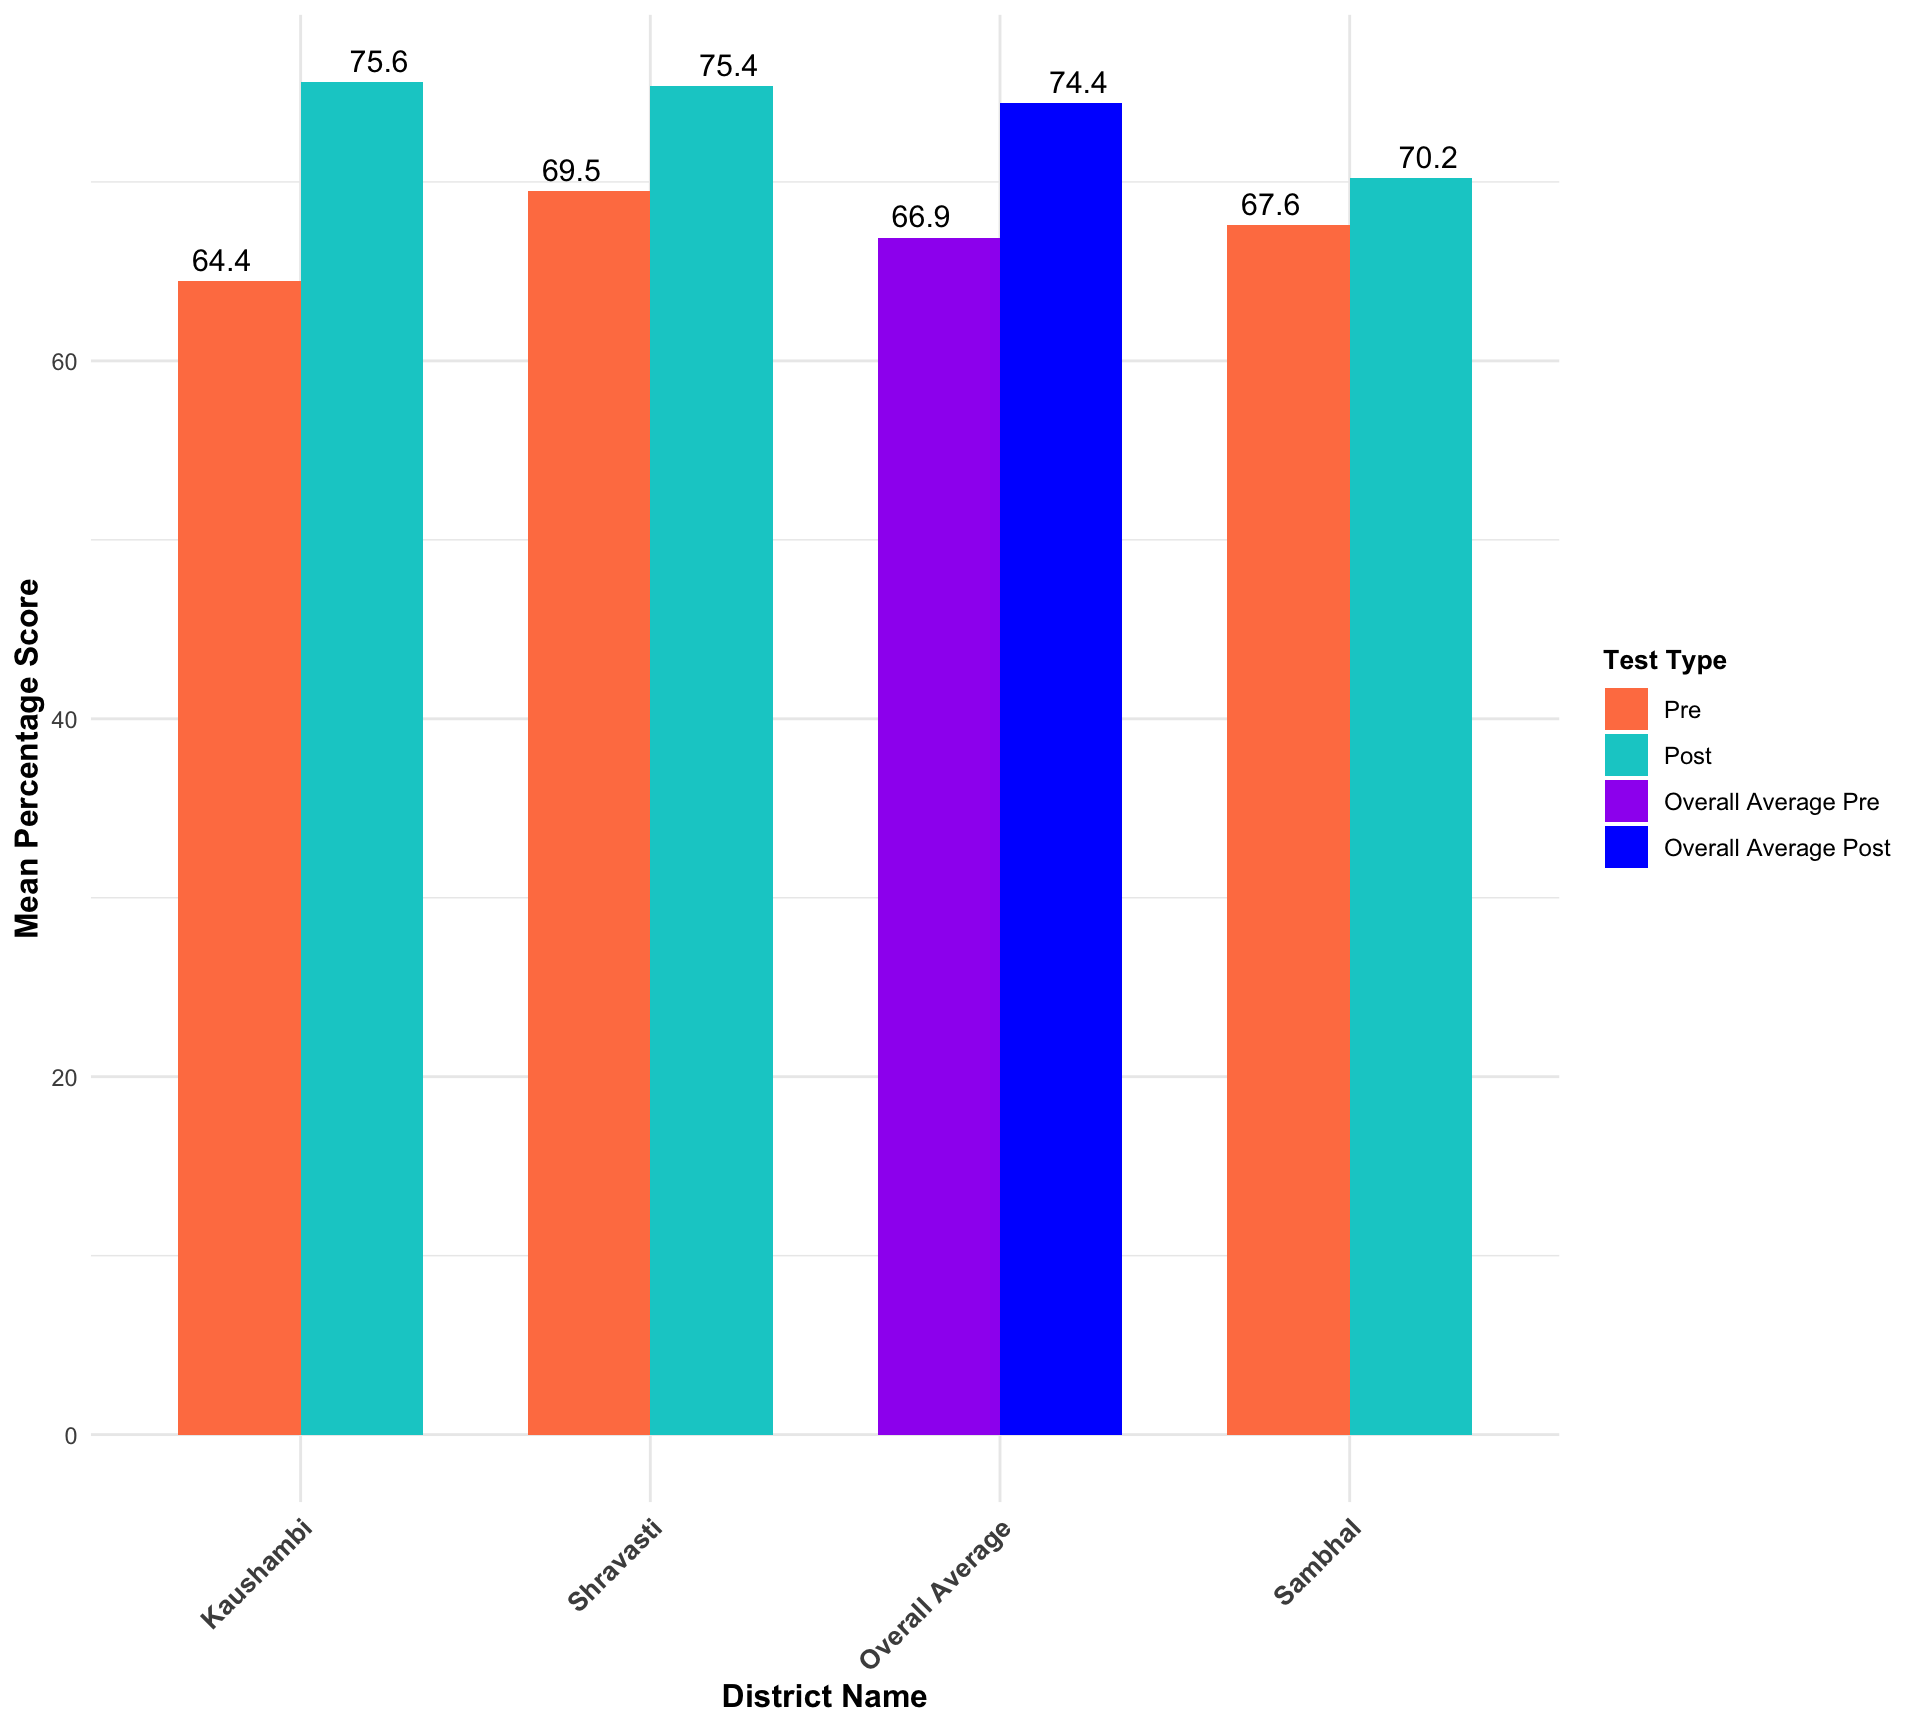 75.6
75.4
74.4
70.2
69.5
67.6
66.9
64.4
60
40
20
0
Mean Percentage Score
Kaushambi
Shravasti
Overall Average
Sambhal
District Name
Test Type
Pre
Post
Overall Average Pre
Overall Average Post